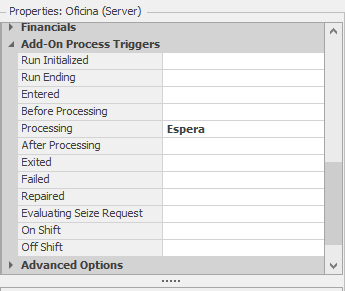 Properties: Oficina (Server)
Financials
Add-On Process Triggers
Run Initialized
Run Ending
Entered
Before Processing
Processing Espera
After Processing
Exited
Failed
Repaired
Evaluating Seize Request
On Shift
Off Shift
Advanced Options